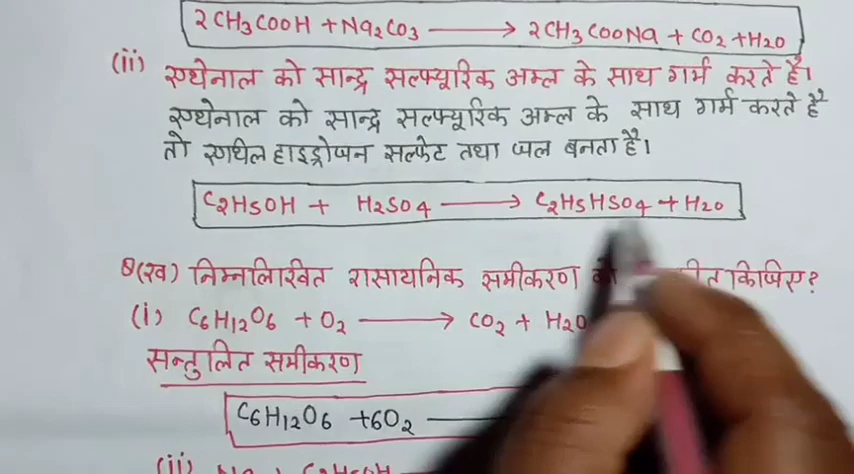 2CH3COOH + Na2CO3 ⟶ 2CH3COONa + CO2 + H2O
(ii) एथेनाल को सान्द्र सल्फ्यूरिक अम्ल के साथ गर्म करते है।
एथेनाल को सान्द्र सल्फ्यूरिक अम्ल के साथ गर्म करते है
तो एथिल हाइड्रोजन सल्फेट तथा जल बनता है।
C2H5OH + H2SO4 ⟶ C2H5HSO4 + H2O
(ख) निम्नलिखित रासायनिक समीकरण किजिए?
(i) C6H12O6 + O2 ⟶ CO2 + H2O
सन्तुलित समीकरण
C6H12O6 + 6O2
(ii)